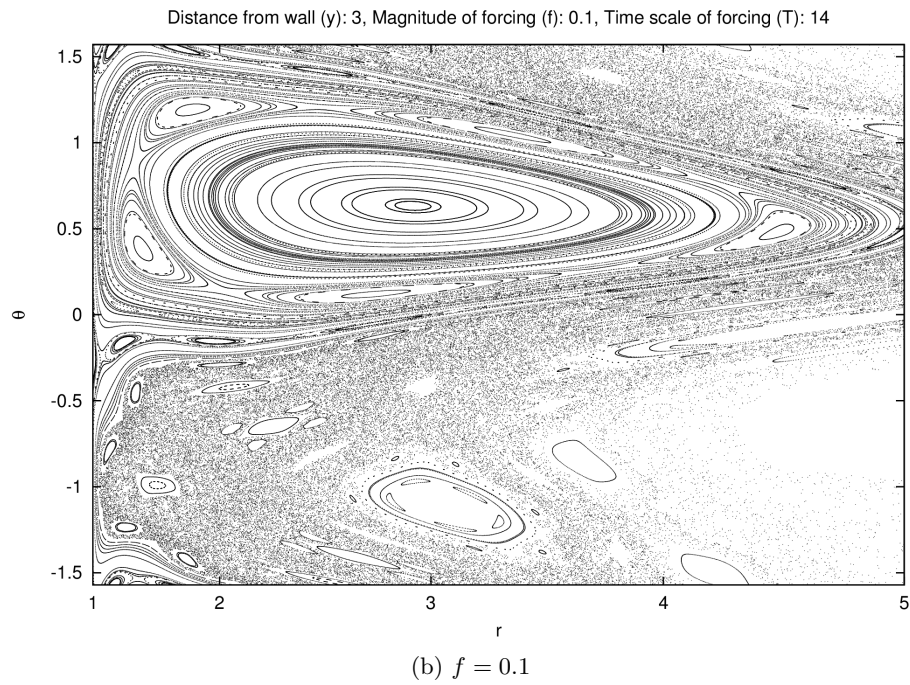 Distance from wall (y): 3, Magnitude of forcing (f): 0.1, Time scale of forcing (T): 14
1.5
1
0.5
0
-0.5
-1
-1.5
θ
1 2 3 4 5
r
(b) f = 0.1